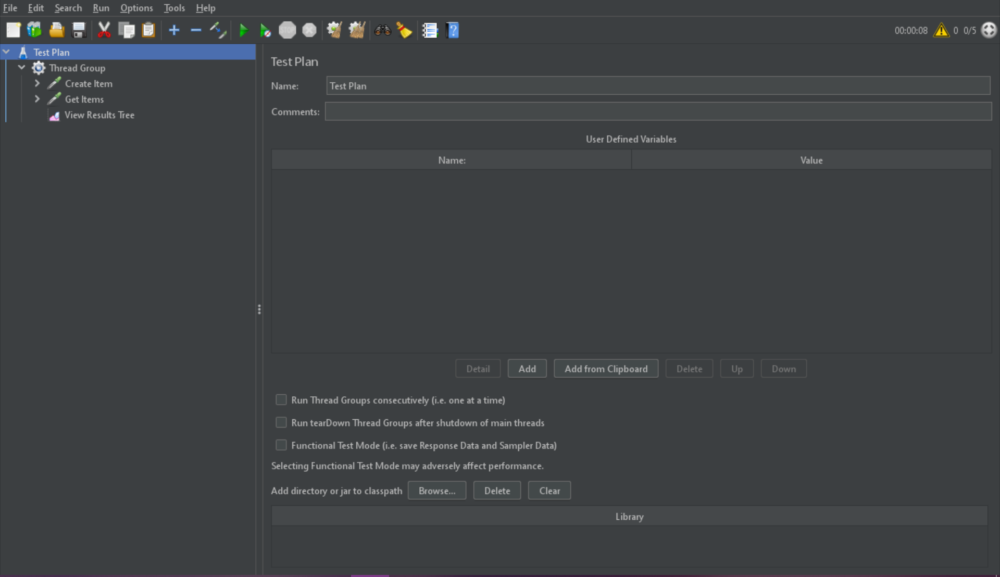 File Edit Search Run Options Tools Help
STOP
00:00:08 0 0/5
Test Plan
Thread Group
Create Item
Get Items
View Results Tree
Test Plan
Name: Test Plan
Comments:
User Defined Variables
Name: Value
Detail Add Add from Clipboard Delete Up Down
Run Thread Groups consecutively (i.e. one at a time)
Run tearDown Thread Groups after shutdown of main threads
Functional Test Mode (i.e. save Response Data and Sampler Data)
Selecting Functional Test Mode may adversely affect performance.
Add directory or jar to classpath Browse... Delete Clear
Library